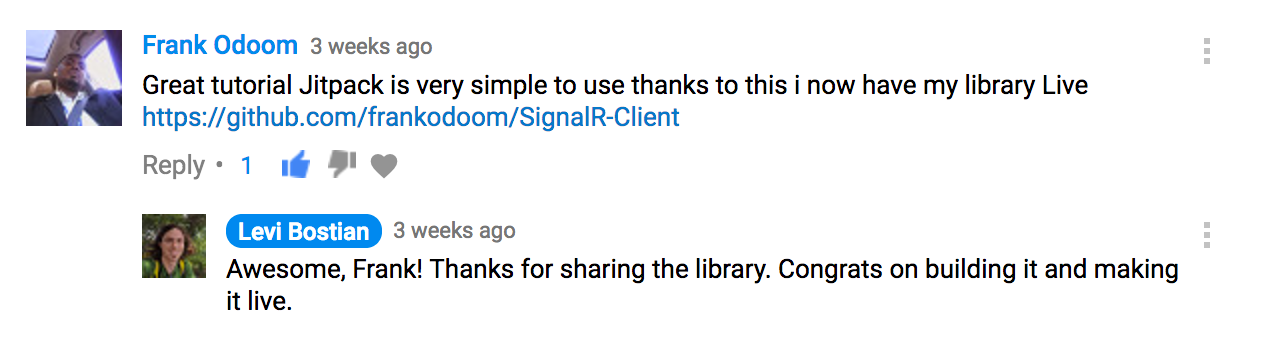 Frank Odoom 3 weeks ago
Great tutorial Jitpack is very simple to use thanks to this i now have my library Live
https://github.com/frankodoom/SignalR-Client
Reply • 1
Levi Bostian 3 weeks ago
Awesome, Frank! Thanks for sharing the library. Congrats on building it and making
it live.